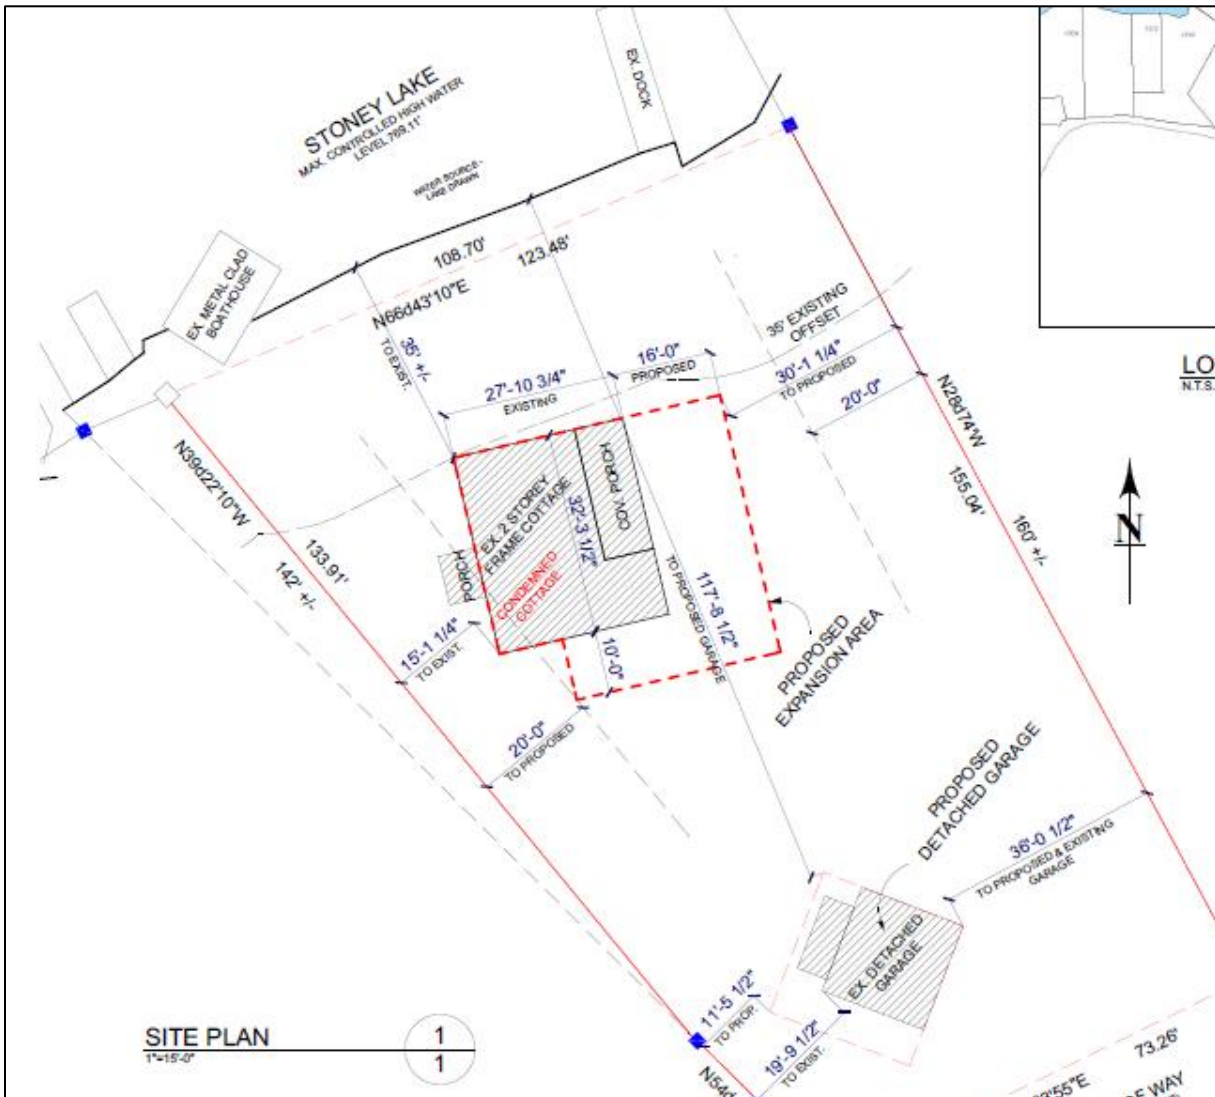 STONEY LAKE
MAX. CONTROLLED HIGH WATER
LEVEL 769.11'
WATER SOURCE -
LAKE DRAWN
EX. DOCK
EX. METAL CLAD
BOATHOUSE
108.70'
123.48'
N66d43'10"E
35' +/-
TO EXIST.
27'-10 3/4"
EXISTING
16'-0"
PROPOSED
35' EXISTING
OFFSET
30'-1 1/4"
TO PROPOSED
20'-0"
N28d74'W
155.04'
160' +/-
LO
N.T.S.
N
N39d22'10"W
133.91'
142' +/-
EX. 2 STOREY
FRAME COTTAGE
CONDEMNED
COTTAGE
COV. PORCH
PORCH
32'-3 1/2"
10'-0"
15'-1 1/4"
TO EXIST.
20'-0"
TO PROPOSED
117'-8 1/2"
TO PROPOSED GARAGE
PROPOSED
EXPANSION AREA
PROPOSED
DETACHED GARAGE
36'-0 1/2"
TO PROPOSED & EXISTING
GARAGE
EX. DETACHED
GARAGE
11'-5 1/2"
TO PROP.
19'-9 1/2"
TO EXIST.
N54d
73.26'
'55"E
WAY
SITE PLAN
1"=15'-0"
1
1